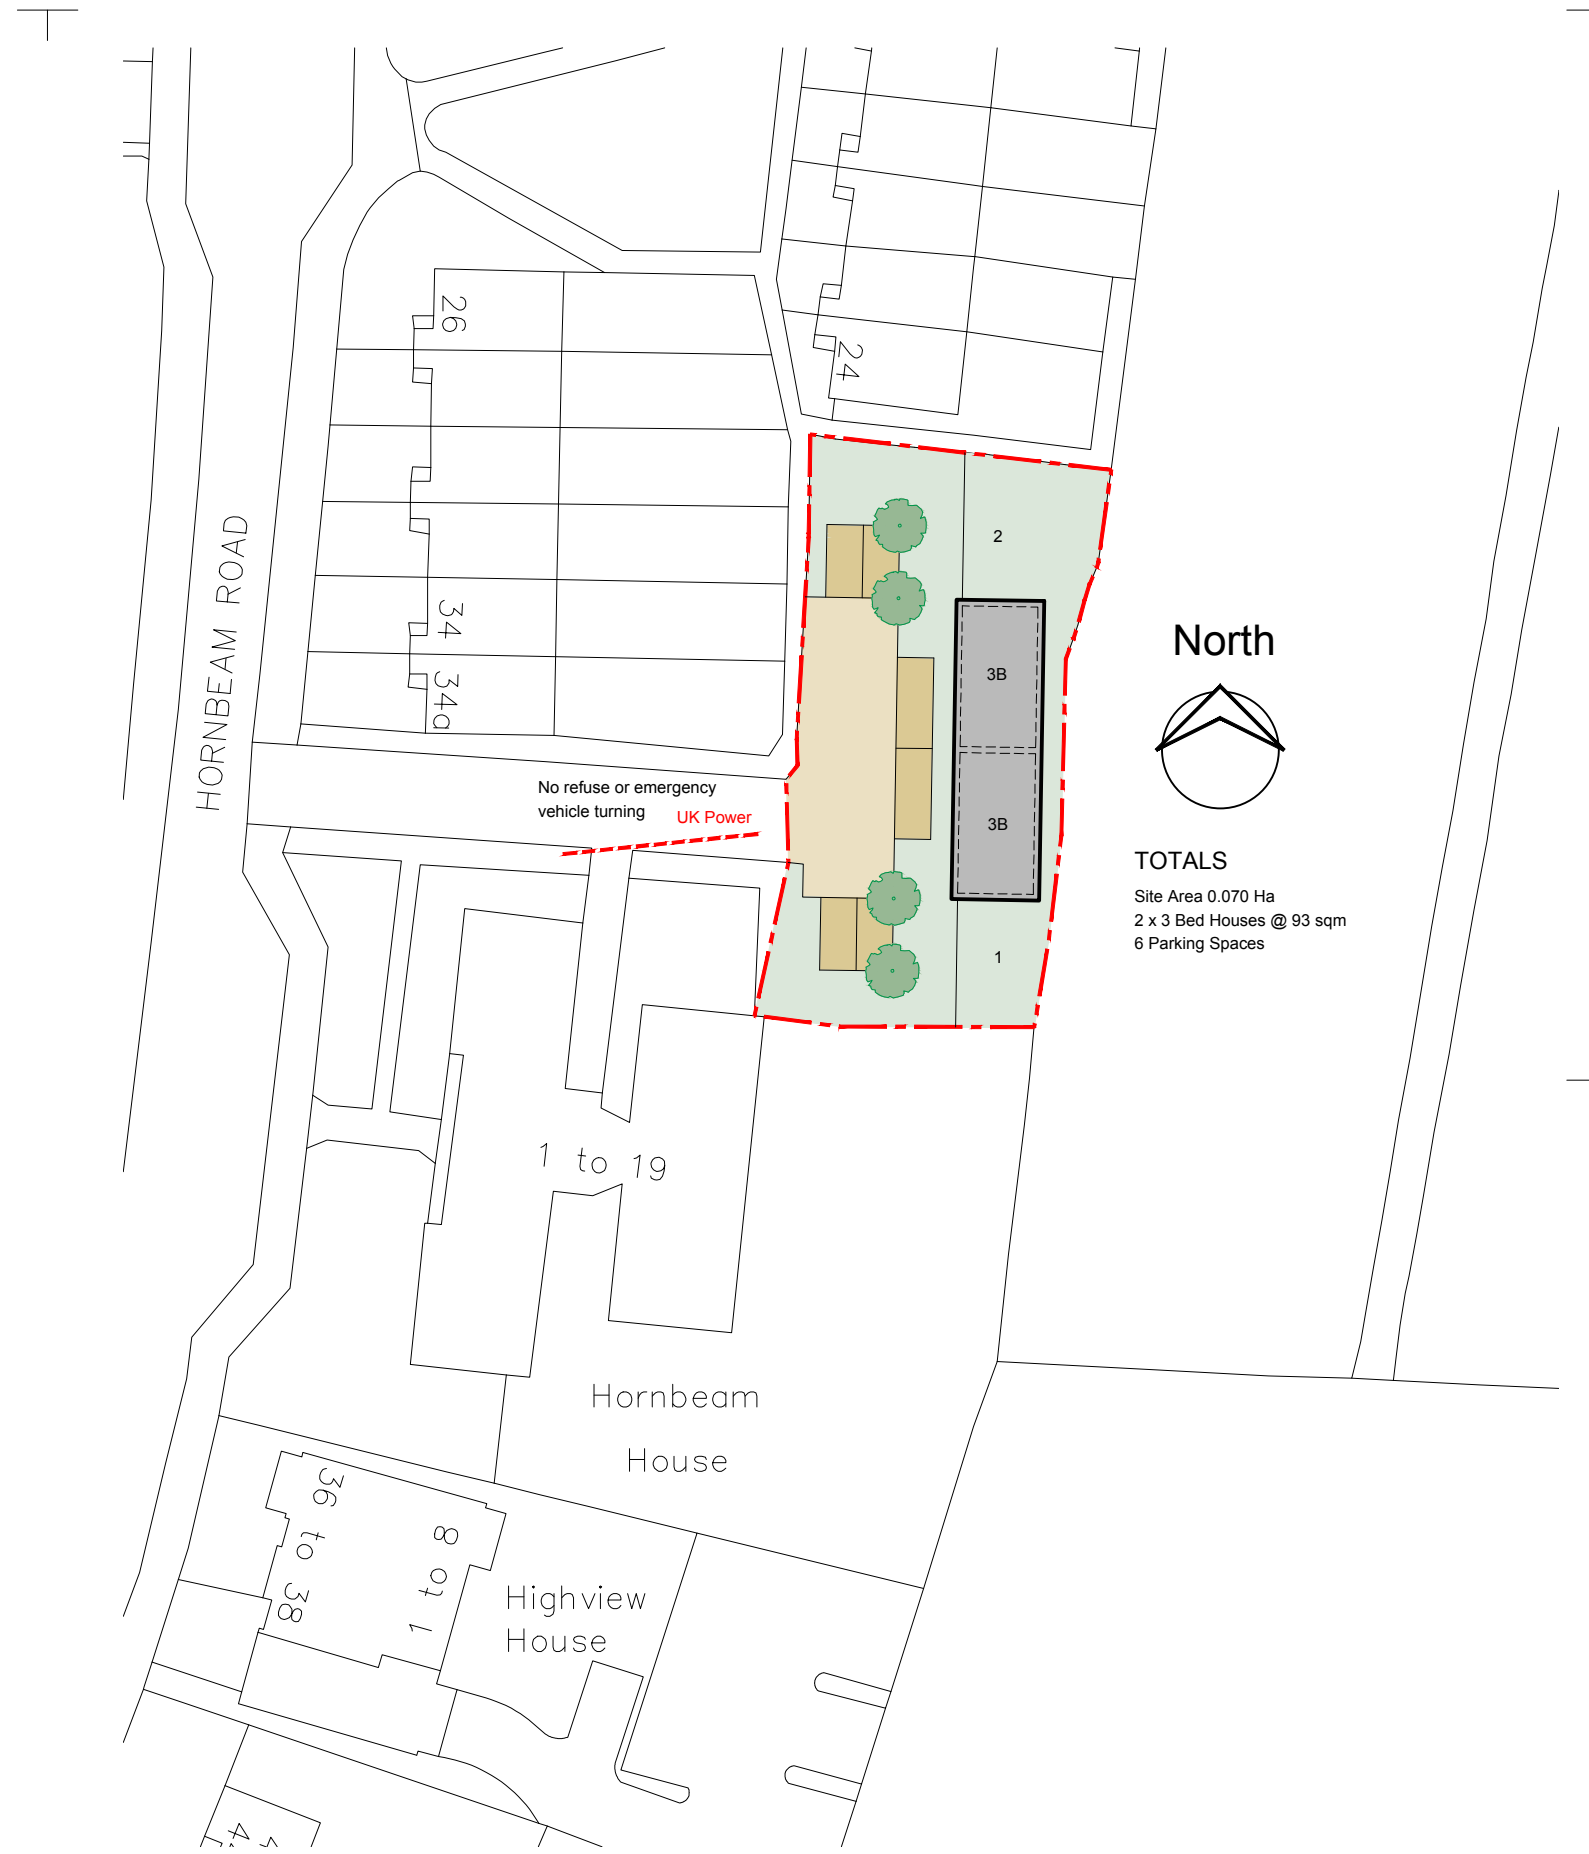 26
24
HORNBEAM ROAD
34
34a
2
3B
3B
1
North
No refuse or emergency
vehicle turning
UK Power
TOTALS
Site Area 0.070 Ha
2 x 3 Bed Houses @ 93 sqm
6 Parking Spaces
1 to 19
Hornbeam
House
36 to 38
1 to 8
Highview
House